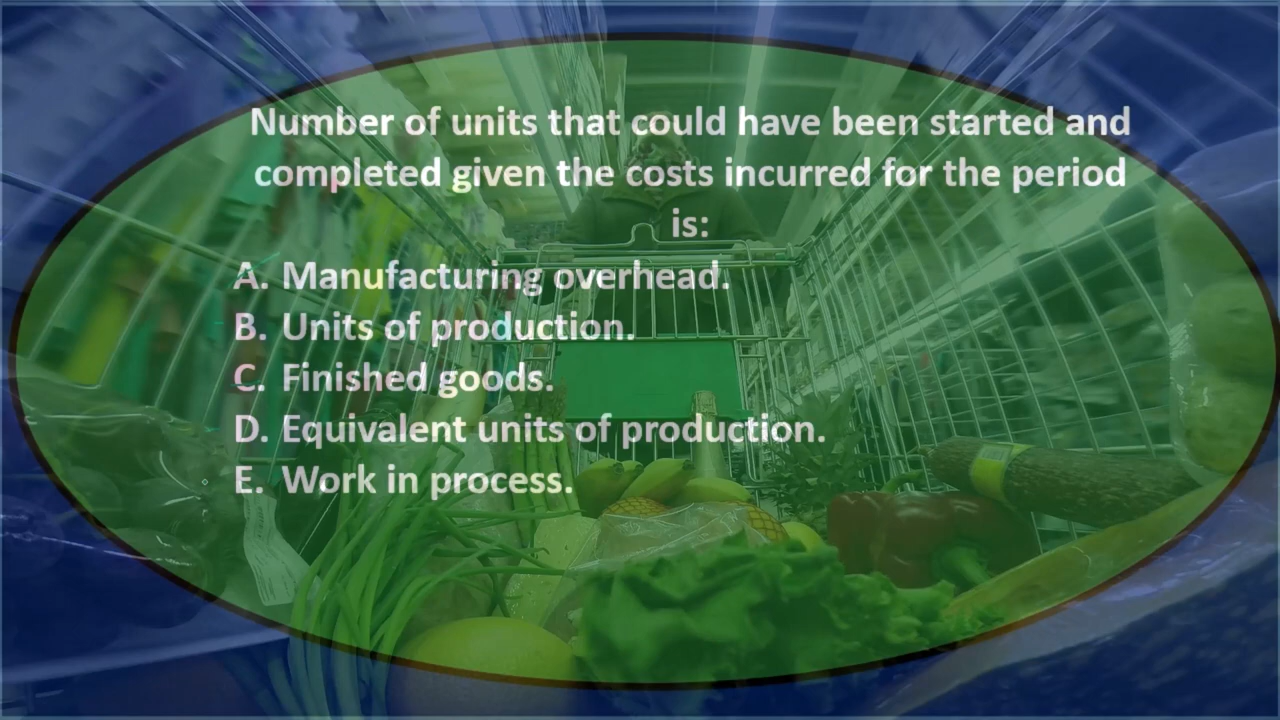 Number of units that could have been started and
completed given the costs incurred for the period
is:
A. Manufacturing overhead.
B. Units of production.
C. Finished goods.
D. Equivalent units of production.
E. Work in process.